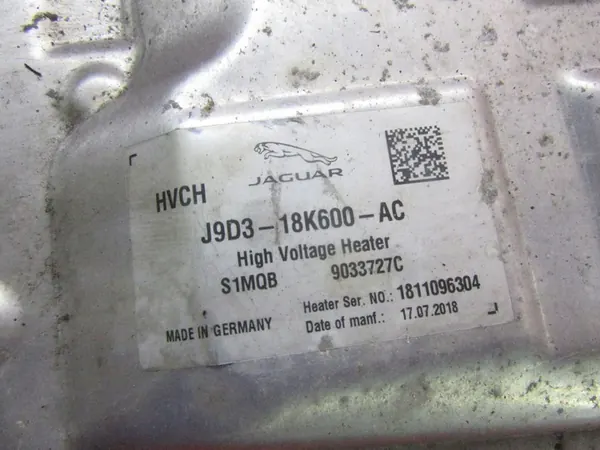 JAGUAR
HVCH
J9D3-18K600-AC
High Voltage Heater
S1MQB 9033727C
Heater Ser. NO.: 1811096304
MADE IN GERMANY Date of manf.: 17.07.2018